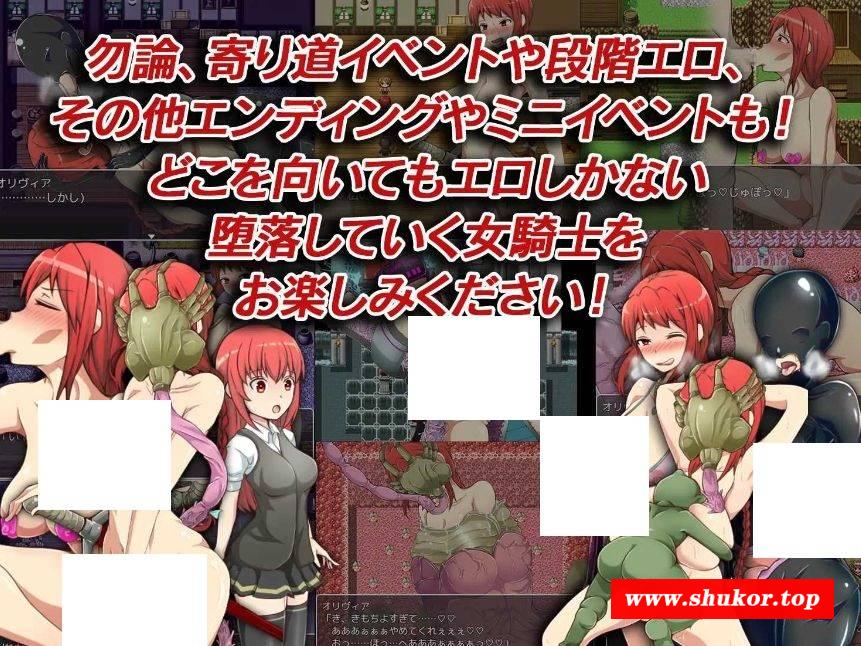 勿論、寄り道イベントや段階エロ、
その他エンディングやミニイベントも!
どこを向いてもエロしかない
堕落していく女騎士を
お楽しみください!
オリヴィア
…………しかし)
じゅぽっ♡」
オリヴィ
オリヴィア
「き、きもちよすぎて……♡♡
あああぁぁぁやめてくれぇぇぇ♡♡
www.shukor.top